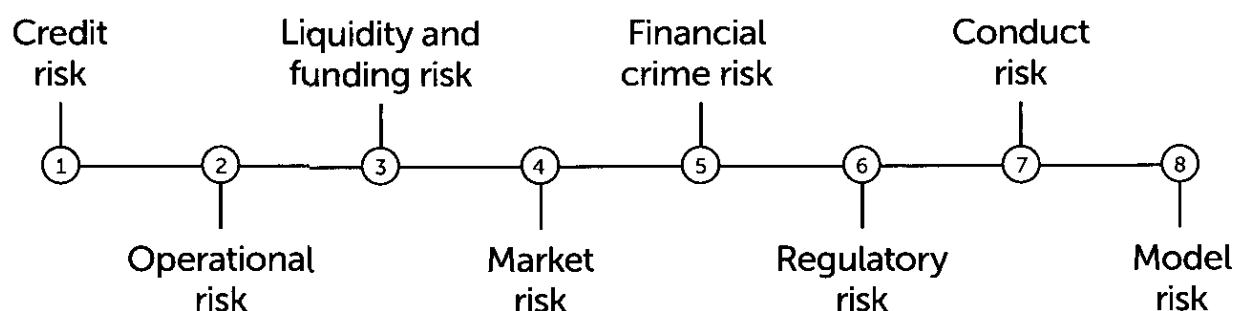 Credit
risk
Liquidity and
funding risk
Financial
crime risk
Conduct
risk
1
2
3
4
5
6
7
8
Operational
risk
Market
risk
Regulatory
risk
Model
risk